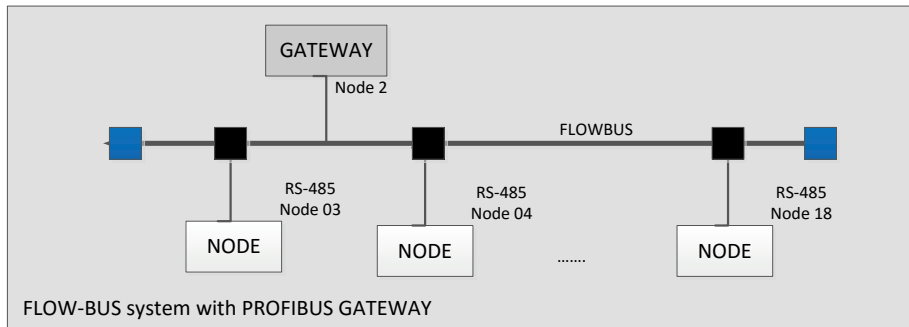 GATEWAY
Node 2
FLOWBUS
RS-485
Node 03
RS-485
Node 04
RS-485
Node 18
NODE
NODE
.......
NODE
FLOW-BUS system with PROFIBUS GATEWAY